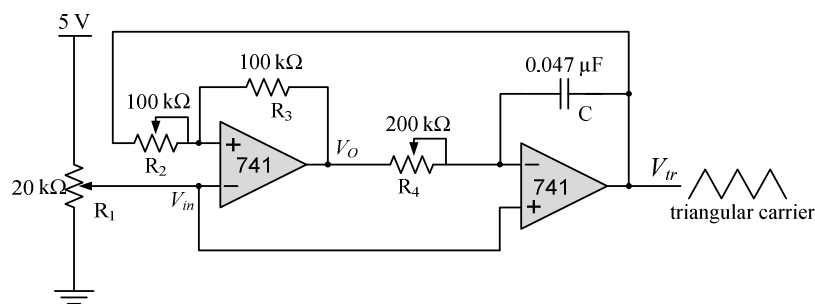 5 V
100 kΩ
0.047 µF
100 kΩ
R3
C
200 kΩ
R2
+
741
VO
−
741
Vtr
20 kΩ
−
R4
+
R1
Vin
triangular carrier